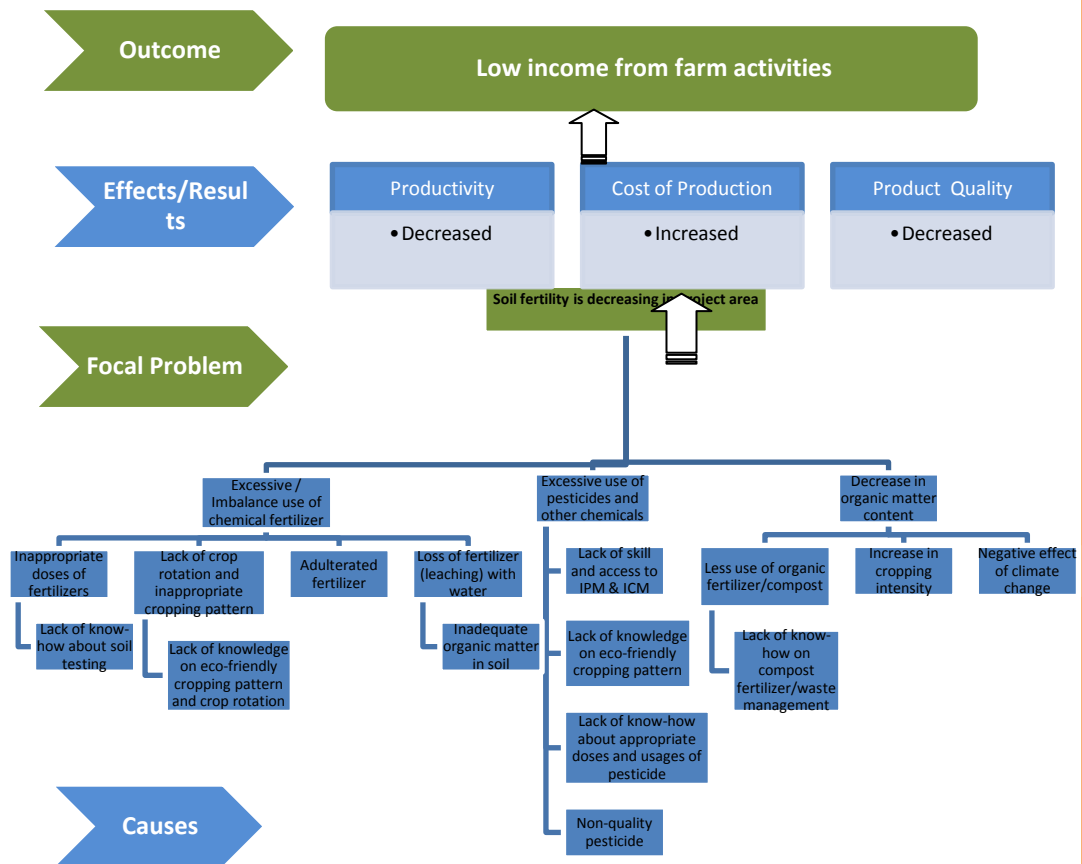 Outcome
Low income from farm activities
Effects/Resul
ts
Productivity
• Decreased
Cost of Production
• Increased
Product Quality
• Decreased
Soil fertility is decreasing in project area
Focal Problem
Excessive /
Imbalance use of
chemical fertilizer
Excessive use of
pesticides and
other chemicals
Decrease in
organic matter
content
Inappropriate
doses of
fertilizers
Lack of crop
rotation and
inappropriate
cropping pattern
Adulterated
fertilizer
Loss of fertilizer
(leaching) with
water
Lack of skill
and access to
IPM & ICM
Less use of organic
fertilizer/compost
Increase in
cropping
intensity
Negative effect
of climate
change
Lack of know-
how about soil
testing
Lack of knowledge
on eco-friendly
cropping pattern
and crop rotation
Inadequate
organic matter
in soil
Lack of knowledge
on eco-friendly
cropping pattern
Lack of know-
how on
compost
fertilizer/waste
management
Lack of know-how
about appropriate
doses and usages of
pesticide
Non-quality
pesticide
Causes